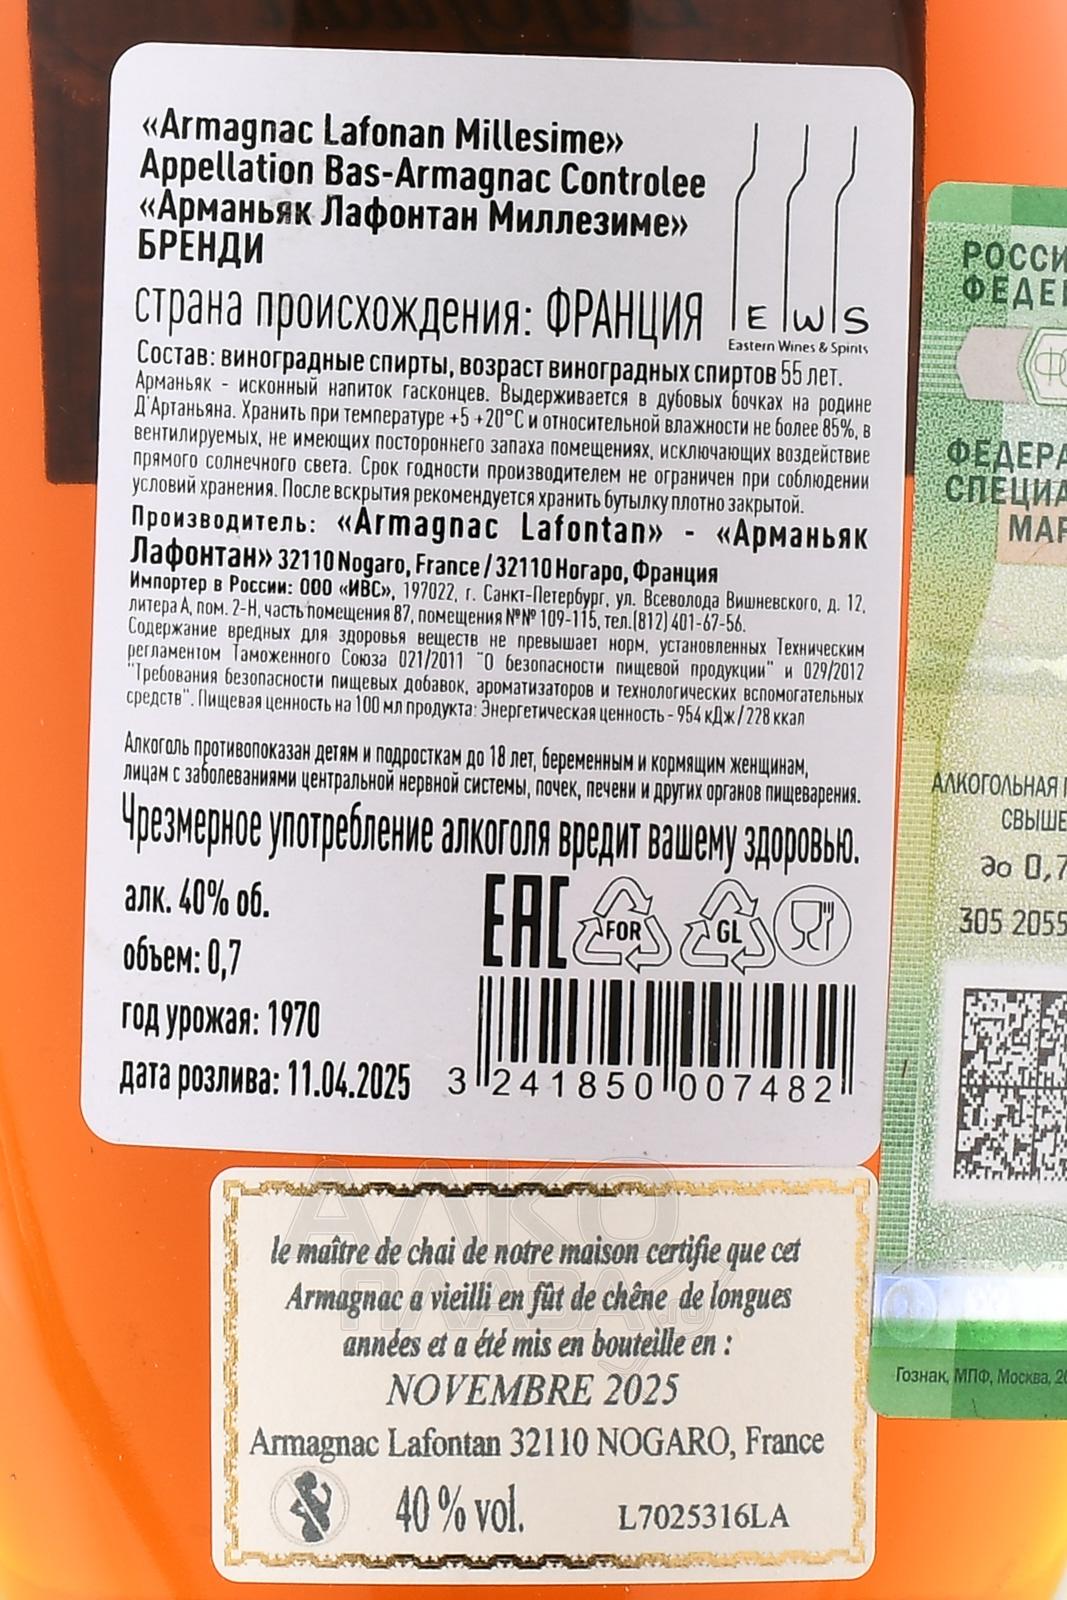 «Armagnac Lafonan Millesime»
Appellation Bas-Armagnac Controlee
«Арманьяк Лафонтан Миллезиме»
БРЕНДИ
страна происхождения: ФРАНЦИЯ
E W S
Eastern Wines & Spirits
Состав: виноградные спирты, возраст виноградных спиртов 55 лет.
Арманьяк - исконный напиток гасконцев. Выдерживается в дубовых бочках на родине
Д'Артаньяна. Хранить при температуре +5 +20°С и относительной влажности не более 85%, в
вентилируемых, не имеющих постороннего запаха помещениях, исключающих воздействие
прямого солнечного света. Срок годности производителем не ограничен при соблюдении
условий хранения. После вскрытия рекомендуется хранить бутылку плотно закрытой.
Производитель: «Armagnac Lafontan» - «Арманьяк
Лафонтан» 32110 Nogaro, France / 32110 Ногаро, Франция
Импортер в России: ООО «ИВС», 197022, г. Санкт-Петербург, ул. Всеволода Вишневского, д. 12,
литера А, пом. 2-Н, часть помещения 87, помещения №№ 109-115, тел.(812) 401-67-56.
Содержание вредных для здоровья веществ не превышает норм, установленных Техническим
регламентом Таможенного Союза 021/2011 "О безопасности пищевой продукции" и 029/2012
"Требования безопасности пищевых добавок, ароматизаторов и технологических вспомогательных
средств". Пищевая ценность на 100 мл продукта: Энергетическая ценность - 954 кДж / 228 ккал
Алкоголь противопоказан детям и подросткам до 18 лет, беременным и кормящим женщинам,
лицам с заболеваниями центральной нервной системы, почек, печени и других органов пищеварения.
Чрезмерное употребление алкоголя вредит вашему здоровью.
алк. 40% об.
объем: 0,7
год урожая: 1970
дата розлива: 11.04.2025
EAC FOR GL
3 241850 007482
le maître de chai de notre maison certifie que cet
Armagnac a vieilli en fût de chêne de longues
années et a été mis en bouteille en :
NOVEMBRE 2025
Armagnac Lafontan 32110 NOGARO, France
40 % vol.
L7025316LA
РОССИ
ФЕДЕ
ФЕДЕРА
СПЕЦИА
МАР
АЛКОГОЛЬНАЯ
СВЫШЕ
до 0,7
305 2055
Гознак, МПФ, Москва, 20
АЛКО
ПЛАЗА